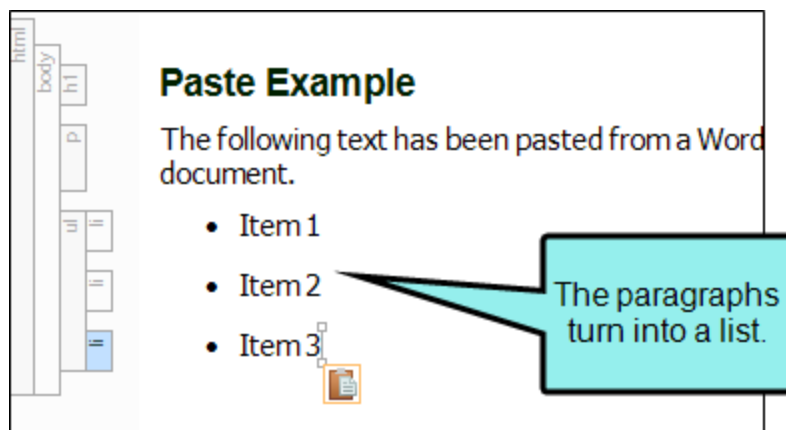 html
body
h1
p
ul
li
li
li
Paste Example
The following text has been pasted from a Word
document.
• Item 1
• Item 2
• Item 3
The paragraphs
turn into a list.